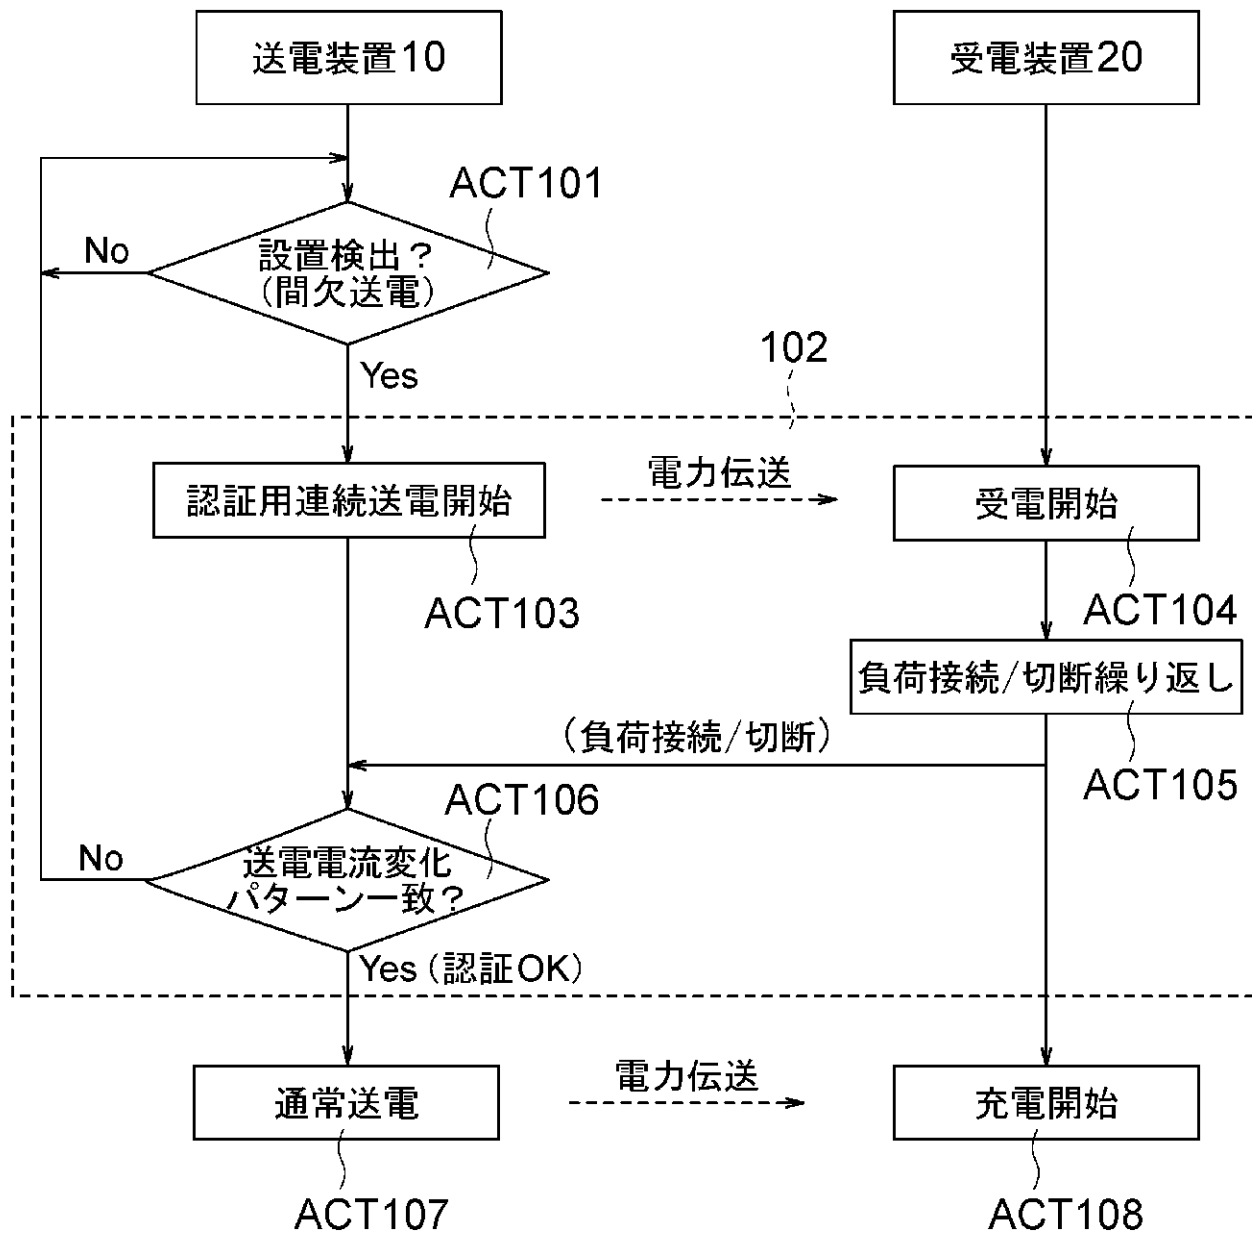 送電装置10
受電装置20
ACT101
No
設置検出？
(間欠送電)
Yes
102
認証用連続送電開始
電力伝送
受電開始
ACT103
ACT104
負荷接続/切断繰り返し
(負荷接続/切断)
ACT105
ACT106
No
送電電流変化
パターン一致？
Yes (認証OK)
通常送電
電力伝送
充電開始
ACT107
ACT108